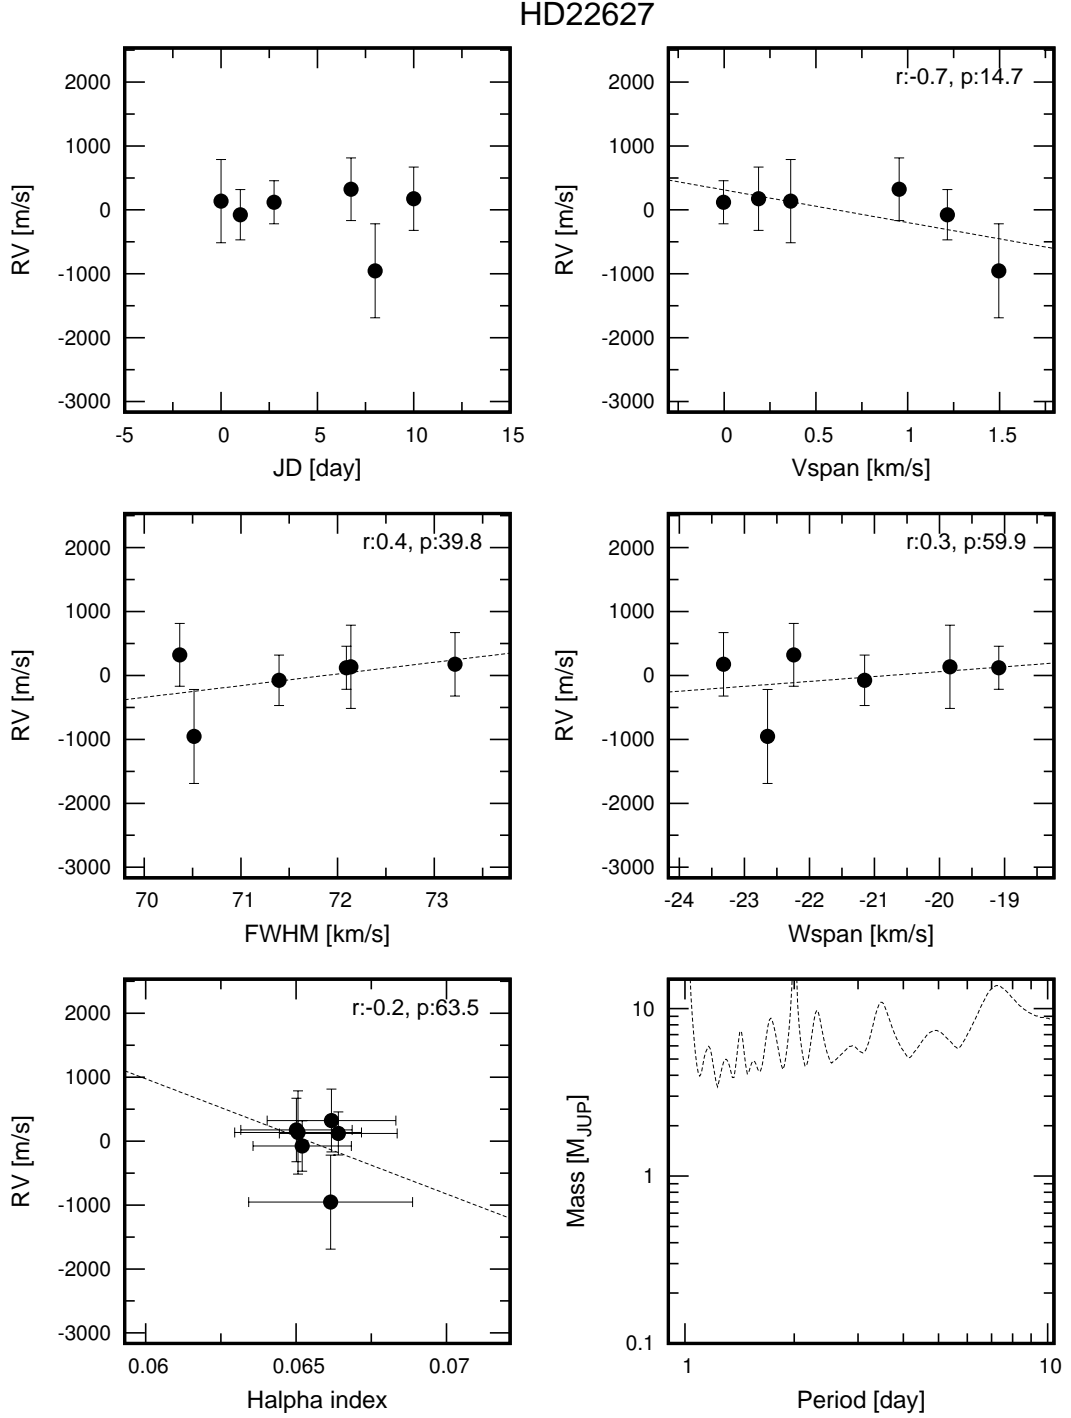 HD22627
r:-0.7, p:14.7
RV [m/s]
2000
1000
0
-1000
-2000
-3000
-5 0 5 10 15
JD [day]
RV [m/s]
2000
1000
0
-1000
-2000
-3000
0 0.5 1 1.5
Vspan [km/s]
r:0.4, p:39.8
RV [m/s]
2000
1000
0
-1000
-2000
-3000
70 71 72 73
FWHM [km/s]
r:0.3, p:59.9
RV [m/s]
2000
1000
0
-1000
-2000
-3000
-24 -23 -22 -21 -20 -19
Wspan [km/s]
r:-0.2, p:63.5
RV [m/s]
2000
1000
0
-1000
-2000
-3000
0.06 0.065 0.07
Halpha index
Mass [M_JUP]
10
1
0.1
1 10
Period [day]